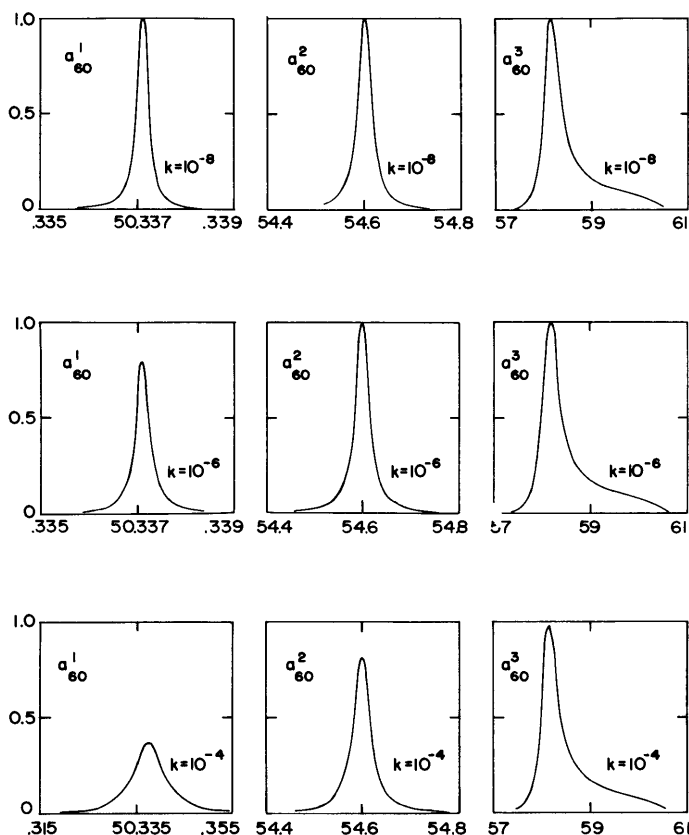 1.0
a¹₆₀
a²₆₀
a³₆₀
0.5
k=10⁻⁸
k=10⁻⁸
k=10⁻⁸
0
.335 50.337 .339
54.4 54.6 54.8
57 59 61
1.0
a¹₆₀
a²₆₀
a³₆₀
0.5
k=10⁻⁶
k=10⁻⁶
k=10⁻⁶
0
.335 50.337 .339
54.4 54.6 54.8
57 59 61
1.0
a¹₆₀
a²₆₀
a³₆₀
0.5
k=10⁻⁴
k=10⁻⁴
k=10⁻⁴
0
.315 50.335 .355
54.4 54.6 54.8
57 59 61